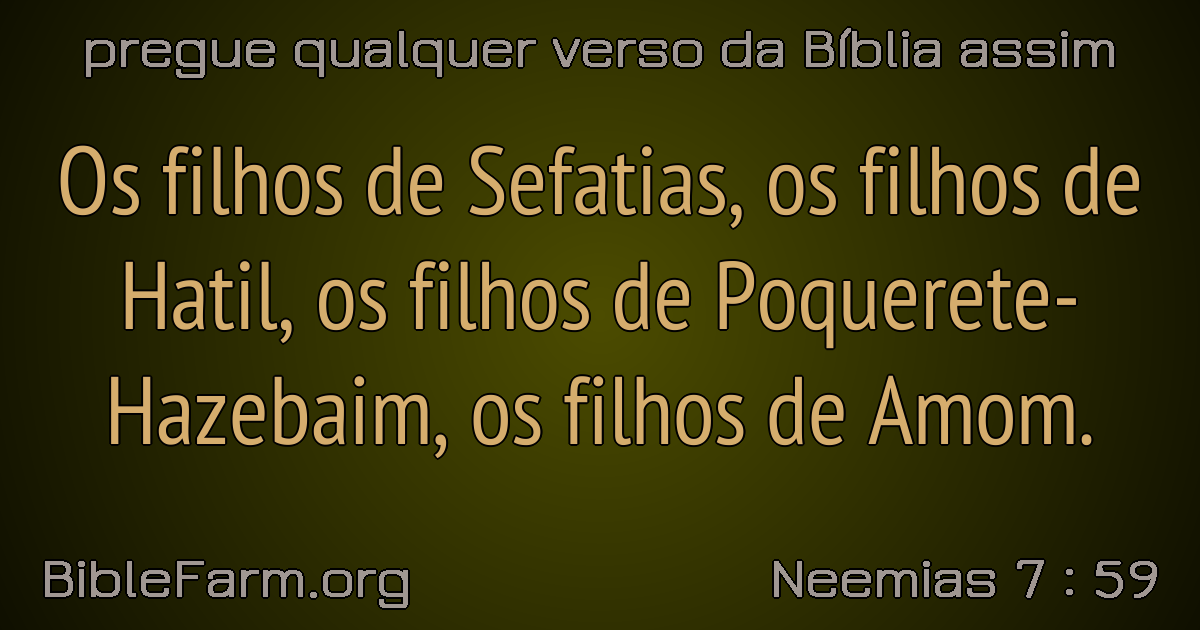 pregue qualquer verso da Bíblia assim
Os filhos de Sefatias, os filhos de
Hatil, os filhos de Poquerete-
Hazebaim, os filhos de Amom.
BibleFarm.org
Neemias 7 : 59